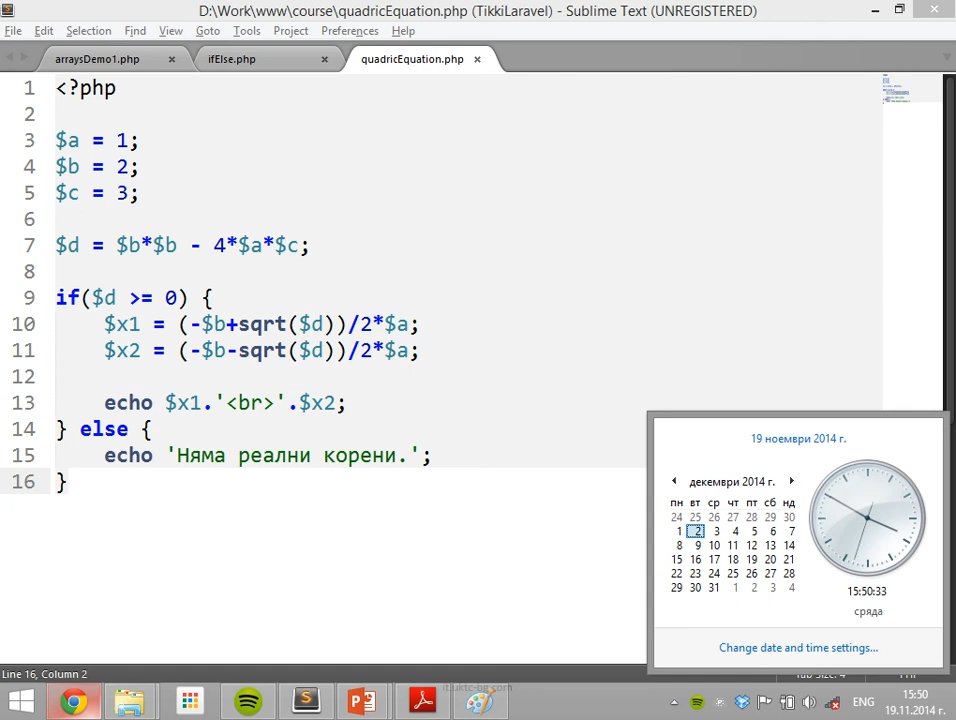 D:\Work\www\course\quadricEquation.php (TikkiLaravel) - Sublime Text (UNREGISTERED)
File Edit Selection Find View Goto Tools Project Preferences Help
arraysDemo1.php ifElse.php quadricEquation.php
1 <?php
2
3 $a = 1;
4 $b = 2;
5 $c = 3;
6
7 $d = $b*$b - 4*$a*$c;
8
9 if($d >= 0) {
10 $x1 = (-$b+sqrt($d))/2*$a;
11 $x2 = (-$b-sqrt($d))/2*$a;
12
13 echo $x1.'<br>'.$x2;
14 } else {
15 echo 'Няма реални корени.';
16 }
19 ноември 2014 г.
декември 2014 г.
пн вт ср чт пт сб нд
24 25 26 27 28 29 30
1 2 3 4 5 6 7
8 9 10 11 12 13 14
15 16 17 18 19 20 21
22 23 24 25 26 27 28
29 30 31 1 2 3 4
15:50:33
сряда
Change date and time settings...
Line 16, Column 2
it.uktc-bg.com
ENG
15:50
19.11.2014 г.